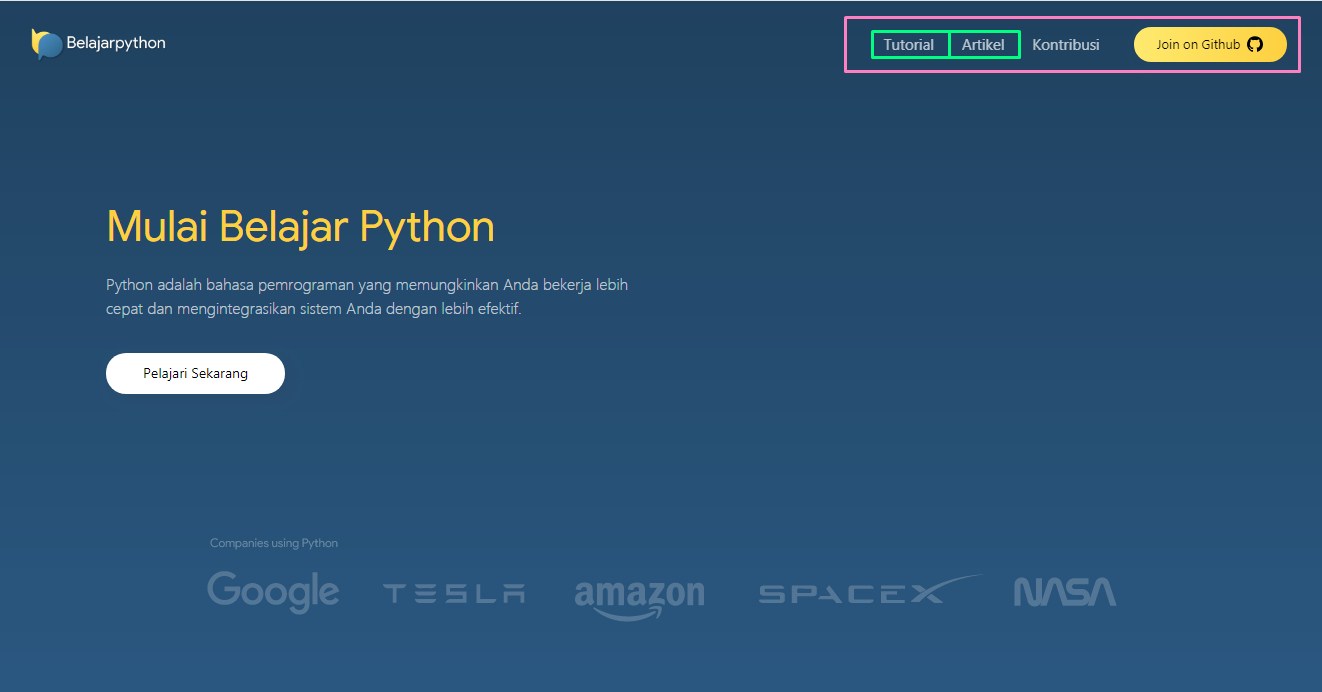 Belajarpython
Tutorial Artikel Kontribusi Join on Github
Mulai Belajar Python
Python adalah bahasa pemrograman yang memungkinkan Anda bekerja lebih
cepat dan mengintegrasikan sistem Anda dengan lebih efektif.
Pelajari Sekarang
Companies using Python
Google TESLA amazon SPACEX NASA